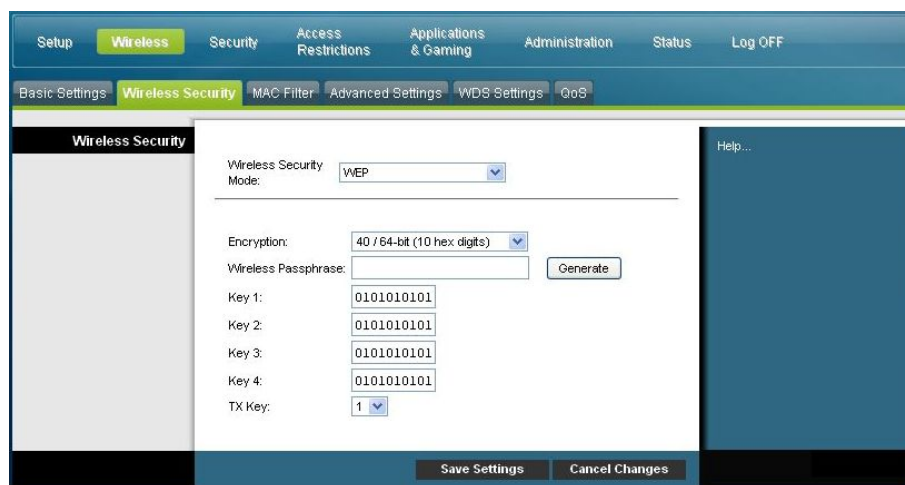 Setup Wireless Security Access Restrictions Applications & Gaming Administration Status Log OFF
Basic Settings Wireless Security MAC Filter Advanced Settings WDS Settings QoS
Wireless Security
Help...
Wireless Security Mode: WEP
Encryption: 40 / 64-bit (10 hex digits)
Wireless Passphrase: Generate
Key 1: 0101010101
Key 2: 0101010101
Key 3: 0101010101
Key 4: 0101010101
TX Key: 1
Save Settings Cancel Changes